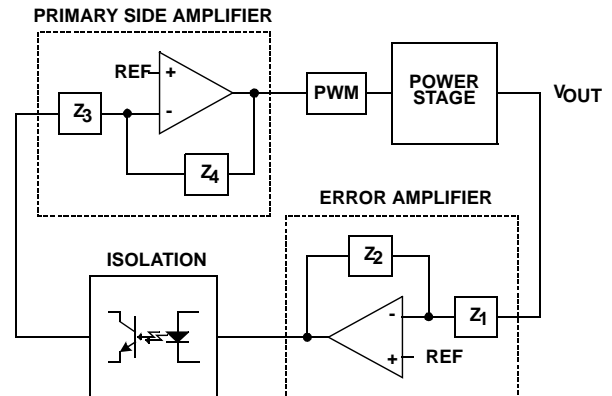 PRIMARY SIDE AMPLIFIER
REF
+
-
Z3
Z4
PWM
POWER
STAGE
VOUT
ERROR AMPLIFIER
ISOLATION
Z2
-
Z1
+
REF